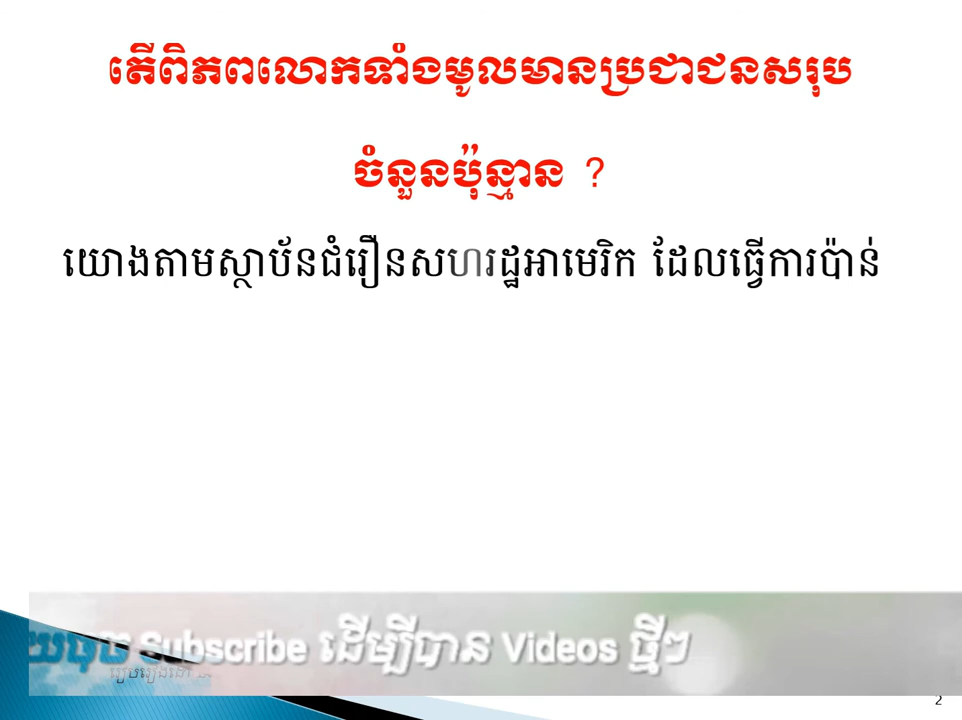 តើពិភពលោកទាំងមូលមានប្រជាជនសរុប
ចំនួនប៉ុន្មាន ?
យោងតាមស្ថាប័នជំរឿនសហរដ្ឋអាមេរិក ដែលធ្វើការប៉ាន់
Subscribe ដើម្បីបាន Videos ថ្មីៗ
2